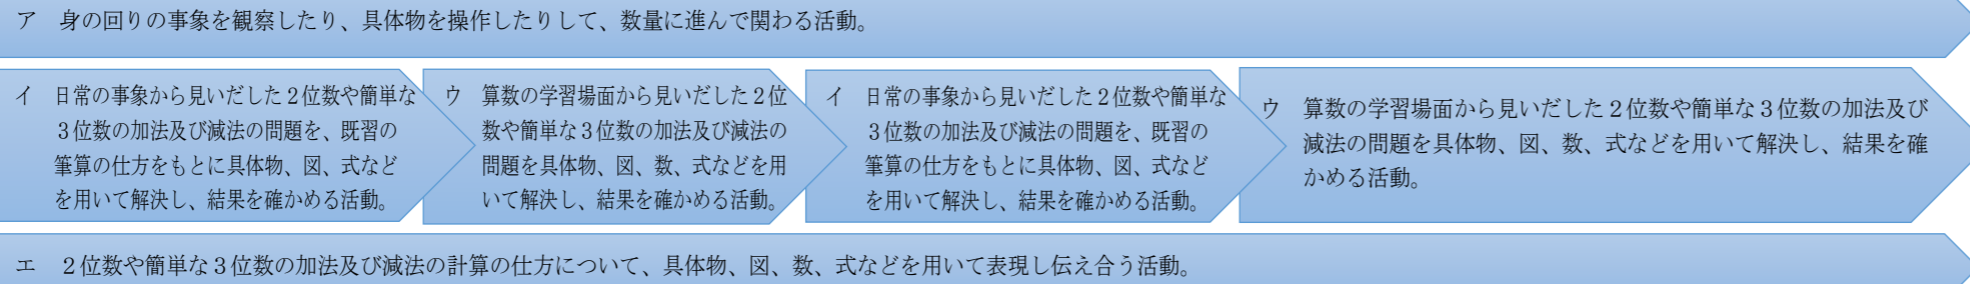 ア　身の回りの事象を観察したり、具体物を操作したりして、数量に進んで関わる活動。
イ　日常の事象から見いだした２位数や簡単な
３位数の加法及び減法の問題を、既習の
筆算の仕方をもとに具体物、図、式など
を用いて解決し、結果を確かめる活動。
ウ　算数の学習場面から見いだした２位
数や簡単な３位数の加法及び減法の
問題を具体物、図、数、式などを用
いて解決し、結果を確かめる活動。
イ　日常の事象から見いだした２位数や簡単な
３位数の加法及び減法の問題を、既習の
筆算の仕方をもとに具体物、図、式など
を用いて解決し、結果を確かめる活動。
ウ　算数の学習場面から見いだした２位数や簡単な３位数の加法及び
減法の問題を具体物、図、数、式などを用いて解決し、結果を確
かめる活動。
エ　２位数や簡単な３位数の加法及び減法の計算の仕方について、具体物、図、数、式などを用いて表現し伝え合う活動。